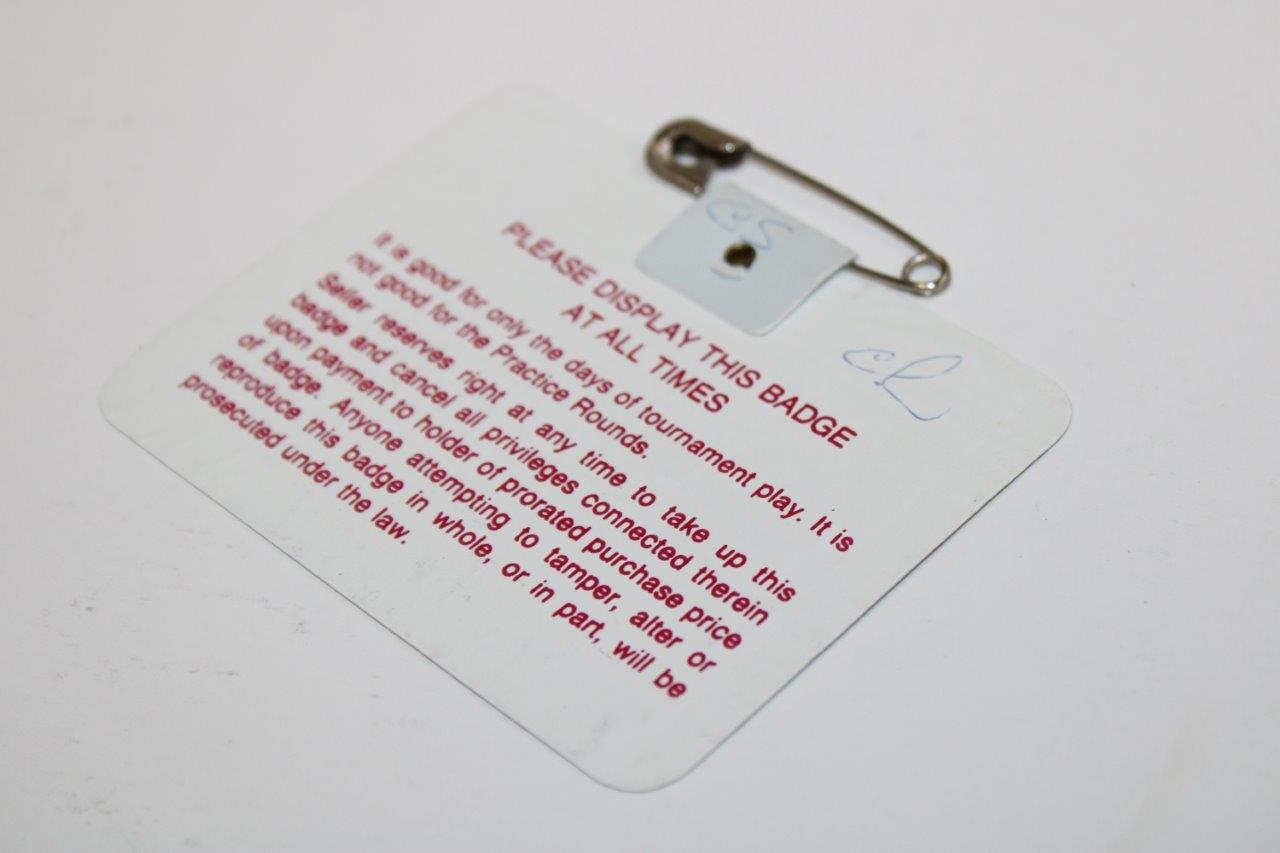 PLEASE DISPLAY THIS BADGE
AT ALL TIMES
It is good for only the days of tournament play. It is
not good for the Practice Rounds.
Seller reserves right at any time to take up this
badge and cancel all privileges connected therein
upon payment to holder of prorated purchase price
of badge. Anyone attempting to tamper, alter or
reproduce this badge in whole, or in part, will be
prosecuted under the law.